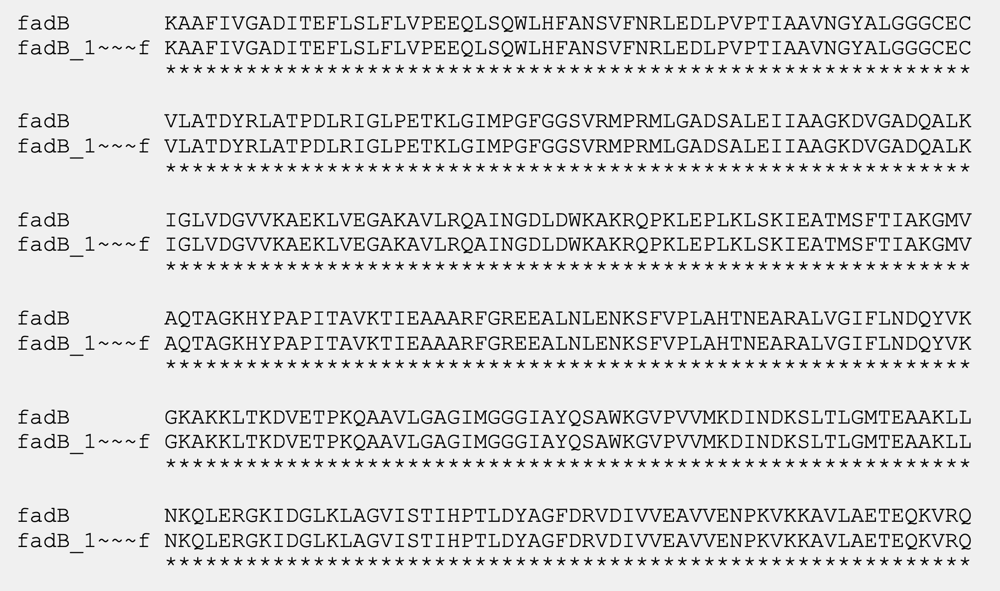 fadB KAAFIVGADITEFLSLFLVPEEQLSQWLHFANSVFNRLEDLPVPTIAAVNGYALGGGCEC
fadB_1~~~f KAAFIVGADITEFLSLFLVPEEQLSQWLHFANSVFNRLEDLPVPTIAAVNGYALGGGCEC
************************************************************
fadB VLATDYRLATPDLRIGLPETKLGIMPGFGGSVRMPRMLGADSALEIIAAGKDVGADQALK
fadB_1~~~f VLATDYRLATPDLRIGLPETKLGIMPGFGGSVRMPRMLGADSALEIIAAGKDVGADQALK
************************************************************
fadB IGLVDGVVKAEKLVEGAKAVLRQAINGDLDWKAKRQPKLEPLKLSKIEATMSFTIAKGMV
fadB_1~~~f IGLVDGVVKAEKLVEGAKAVLRQAINGDLDWKAKRQPKLEPLKLSKIEATMSFTIAKGMV
************************************************************
fadB AQTAGKHYPAPITAVKTIEAAARFGREEALNLENKSFVPLAHTNEARALVGIFLNDQYVK
fadB_1~~~f AQTAGKHYPAPITAVKTIEAAARFGREEALNLENKSFVPLAHTNEARALVGIFLNDQYVK
************************************************************
fadB GKAKKLTKDVETPKQAAVLGAGIMGGGIAYQSAWKGVPVVMKDINDKSLTLGMTEAAKLL
fadB_1~~~f GKAKKLTKDVETPKQAAVLGAGIMGGGIAYQSAWKGVPVVMKDINDKSLTLGMTEAAKLL
************************************************************
fadB NKQLERGKIDGLKLAGVISTIHPTLDYAGFDRVDIVVEAVVENPKVKKAVLAETEQKVRQ
fadB_1~~~f NKQLERGKIDGLKLAGVISTIHPTLDYAGFDRVDIVVEAVVENPKVKKAVLAETEQKVRQ
************************************************************